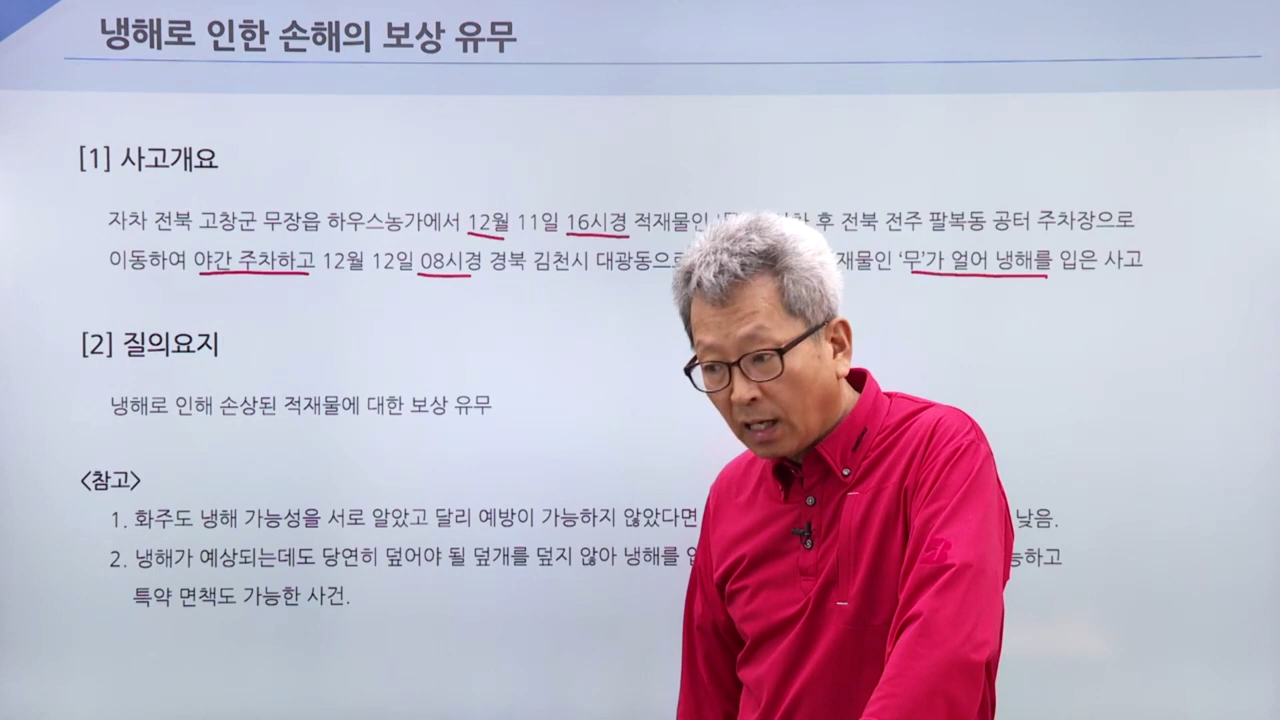 냉해로 인한 손해의 보상 유무
[1] 사고개요
자차 전북 고창군 무장읍 하우스농가에서 12월 11일 16시경 적재물인 후 전북 전주 팔복동 공터 주차장으로
이동하여 야간 주차하고 12월 12일 08시경 경북 김천시 대광동으로 '무'가 얼어 냉해를 입은 사고
[2] 질의요지
냉해로 인해 손상된 적재물에 대한 보상 유무
<참고>
1. 화주도 냉해 가능성을 서로 알았고 달리 예방이 가능하지 않았다면 낮음.
2. 냉해가 예상되는데도 당연히 덮어야 될 덮개를 덮지 않아 냉해를
특약 면책도 가능한 사건.